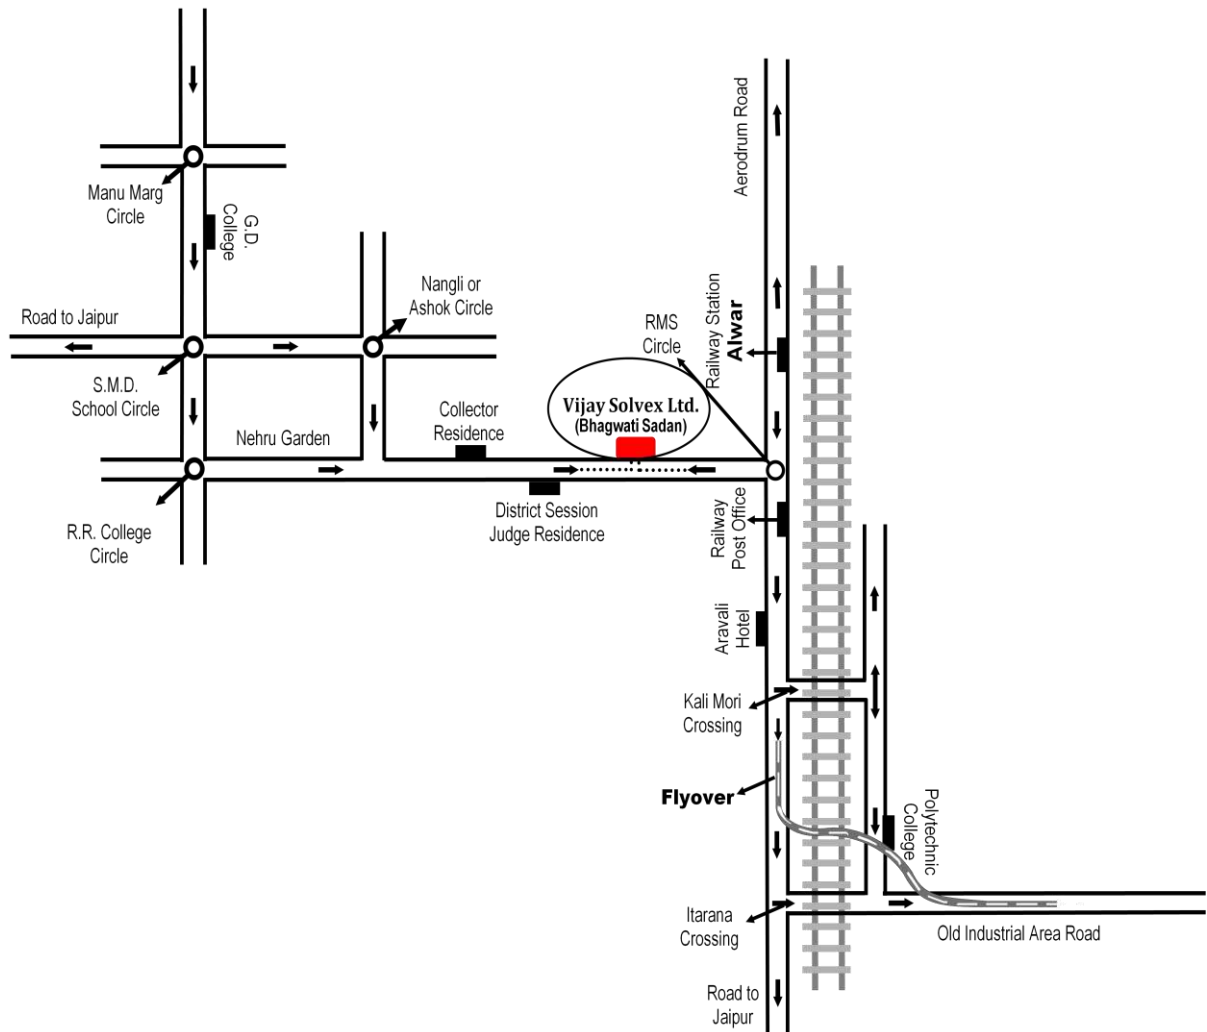 Aerodrum Road
Manu Marg
Circle
G.D.
College
Nangli or
Ashok Circle
Road to Jaipur
RMS
Circle
Railway Station
Alwar
S.M.D.
School Circle
Collector
Residence
Vijay Solvex Ltd.
(Bhagwati Sadan)
Nehru Garden
District Session
Judge Residence
R.R. College
Circle
Railway
Post Office
Aravali
Hotel
Kali Mori
Crossing
Flyover
Polytechnic
College
Itarana
Crossing
Old Industrial Area Road
Road to
Jaipur